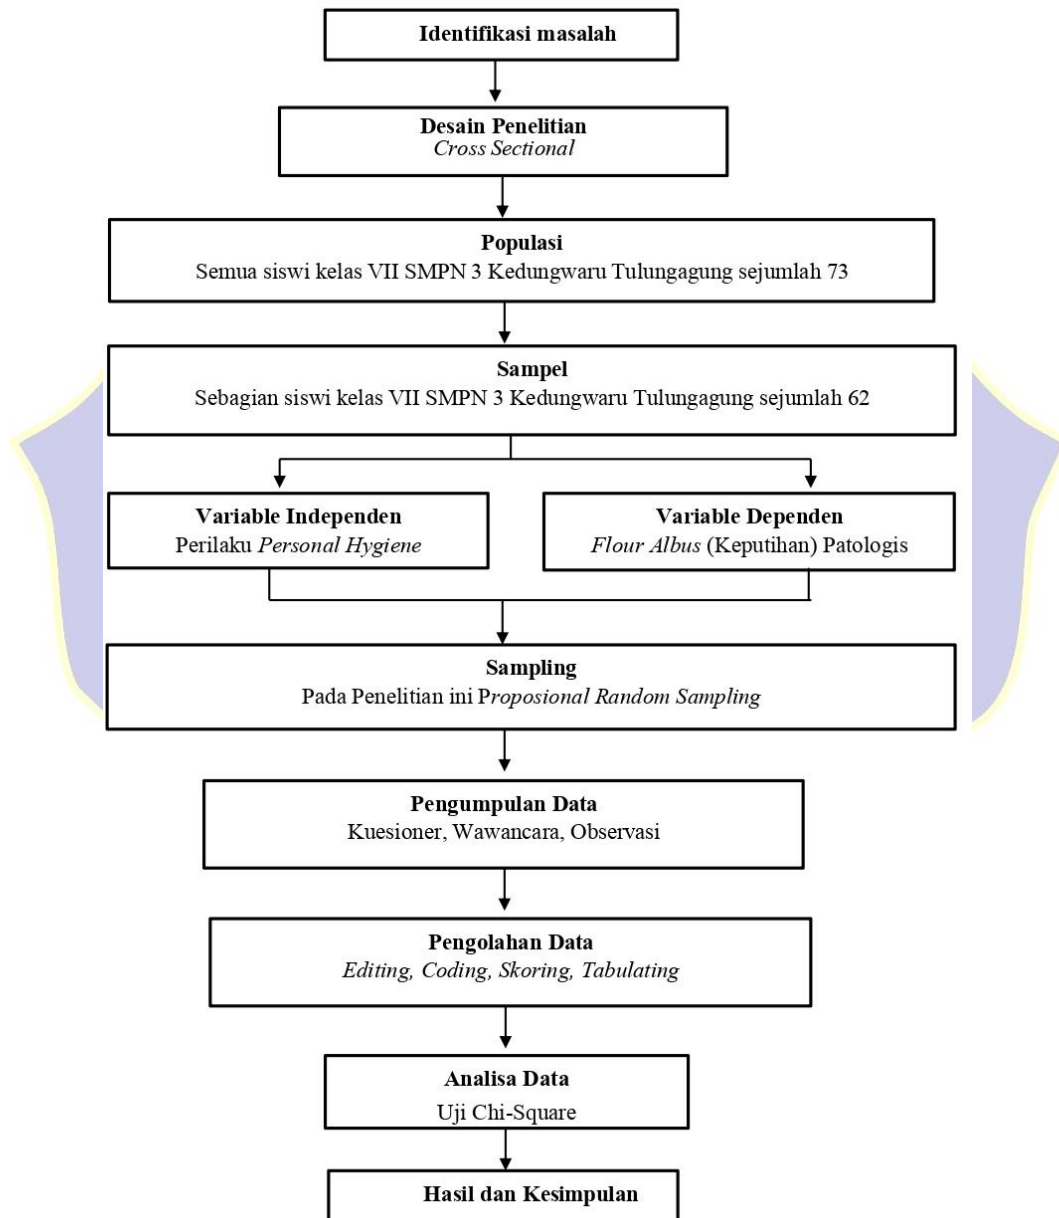 Identifikasi masalah
Desain Penelitian
Cross Sectional
Populasi
Semua siswi kelas VII SMPN 3 Kedungwaru Tulungagung sejumlah 73
Sampel
Sebagian siswi kelas VII SMPN 3 Kedungwaru Tulungagung sejumlah 62
Variable Independen
Perilaku Personal Hygiene
Variable Dependen
Flour Albus (Keputihan) Patologis
Sampling
Pada Penelitian ini Proposional Random Sampling
Pengumpulan Data
Kuesioner, Wawancara, Observasi
Pengolahan Data
Editing, Coding, Skoring, Tabulating
Analisa Data
Uji Chi-Square
Hasil dan Kesimpulan